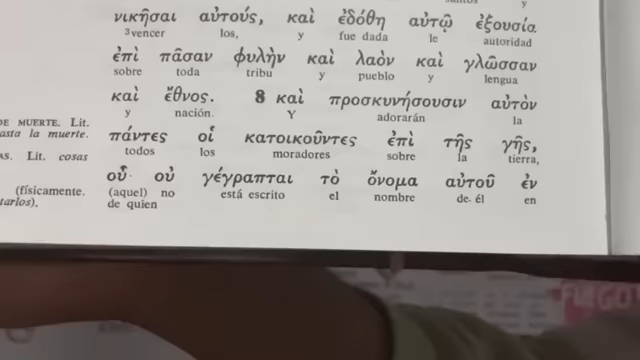 y
νικῆσαι αὐτούς, καὶ ἐδόθη αὐτῷ ἐξουσία
³vencer los, y fue dada le autoridad
ἐπὶ πᾶσαν φυλὴν καὶ λαὸν καὶ γλῶσσαν
sobre toda tribu y pueblo y lengua
καὶ ἔθνος. 8 καὶ προσκυνήσουσιν αὐτὸν
y nación. Y adorarán la
πάντες οἱ κατοικοῦντες ἐπὶ τῆς γῆς,
todos los moradores sobre la tierra,
οὗ οὐ γέγραπται τὸ ὄνομα αὐτοῦ ἐν
(aquel) no está escrito el nombre de él en
de quien
DE MUERTE. Lit.
asta la muerte.
AS. Lit. cosas
(físicamente.
tarlos).
FUEGO